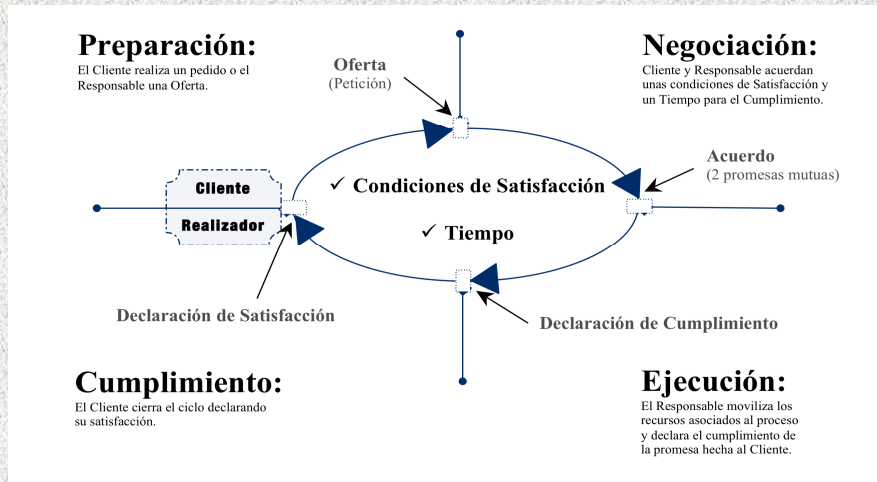 Preparación:
El Cliente realiza un pedido o el
Responsable una Oferta.
Oferta
(Petición)
Negociación:
Cliente y Responsable acuerdan
unas condiciones de Satisfacción y
un Tiempo para el Cumplimiento.
Acuerdo
(2 promesas mutuas)
Cliente
Realizador
✓ Condiciones de Satisfacción
✓ Tiempo
Declaración de Satisfacción
Declaración de Cumplimiento
Cumplimiento:
El Cliente cierra el ciclo declarando
su satisfacción.
Ejecución:
El Responsable moviliza los
recursos asociados al proceso
y declara el cumplimiento de
la promesa hecha al Cliente.